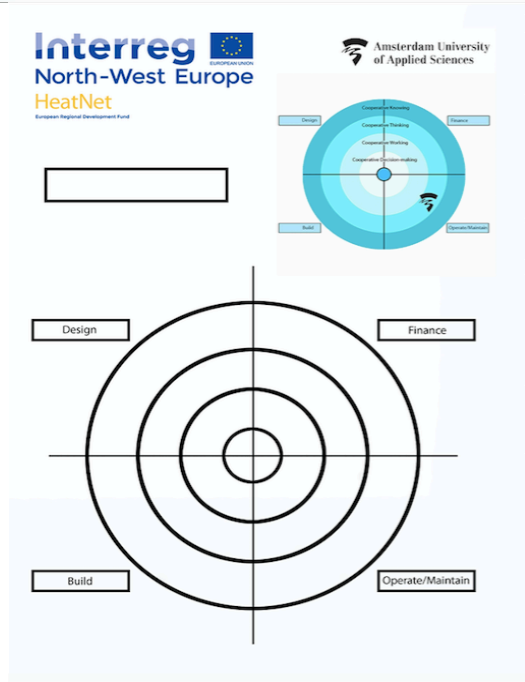 Interreg
EUROPEAN UNION
North-West Europe
HeatNet
European Regional Development Fund
Amsterdam University
of Applied Sciences
Cooperative Knowing
Design
Finance
Cooperative Thinking
Cooperative Working
Cooperative Decision-making
Build
Operate/Maintain
Design
Finance
Build
Operate/Maintain